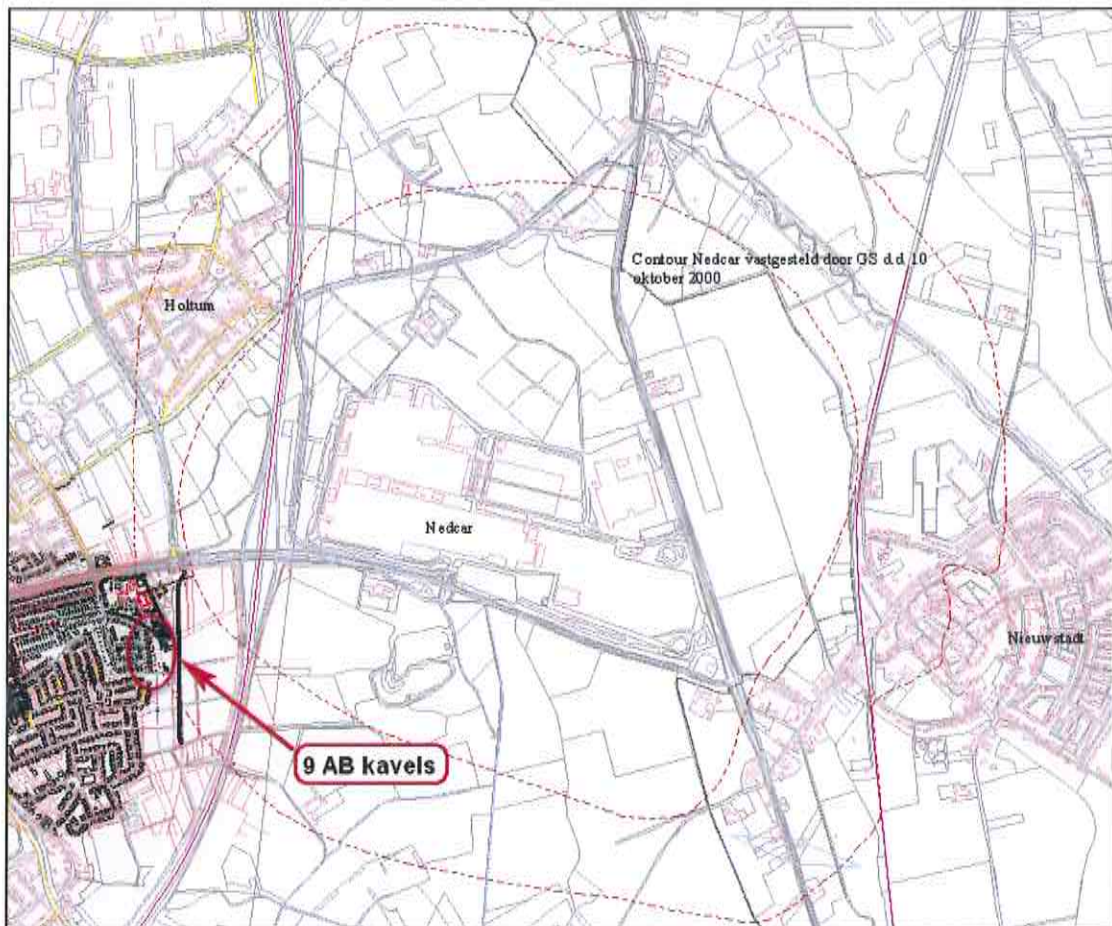 Contour Nedcar vastgesteld door GS d.d. 10
oktober 2000
Holtum
Nedcar
Nieuwstadt
9 AB kavels